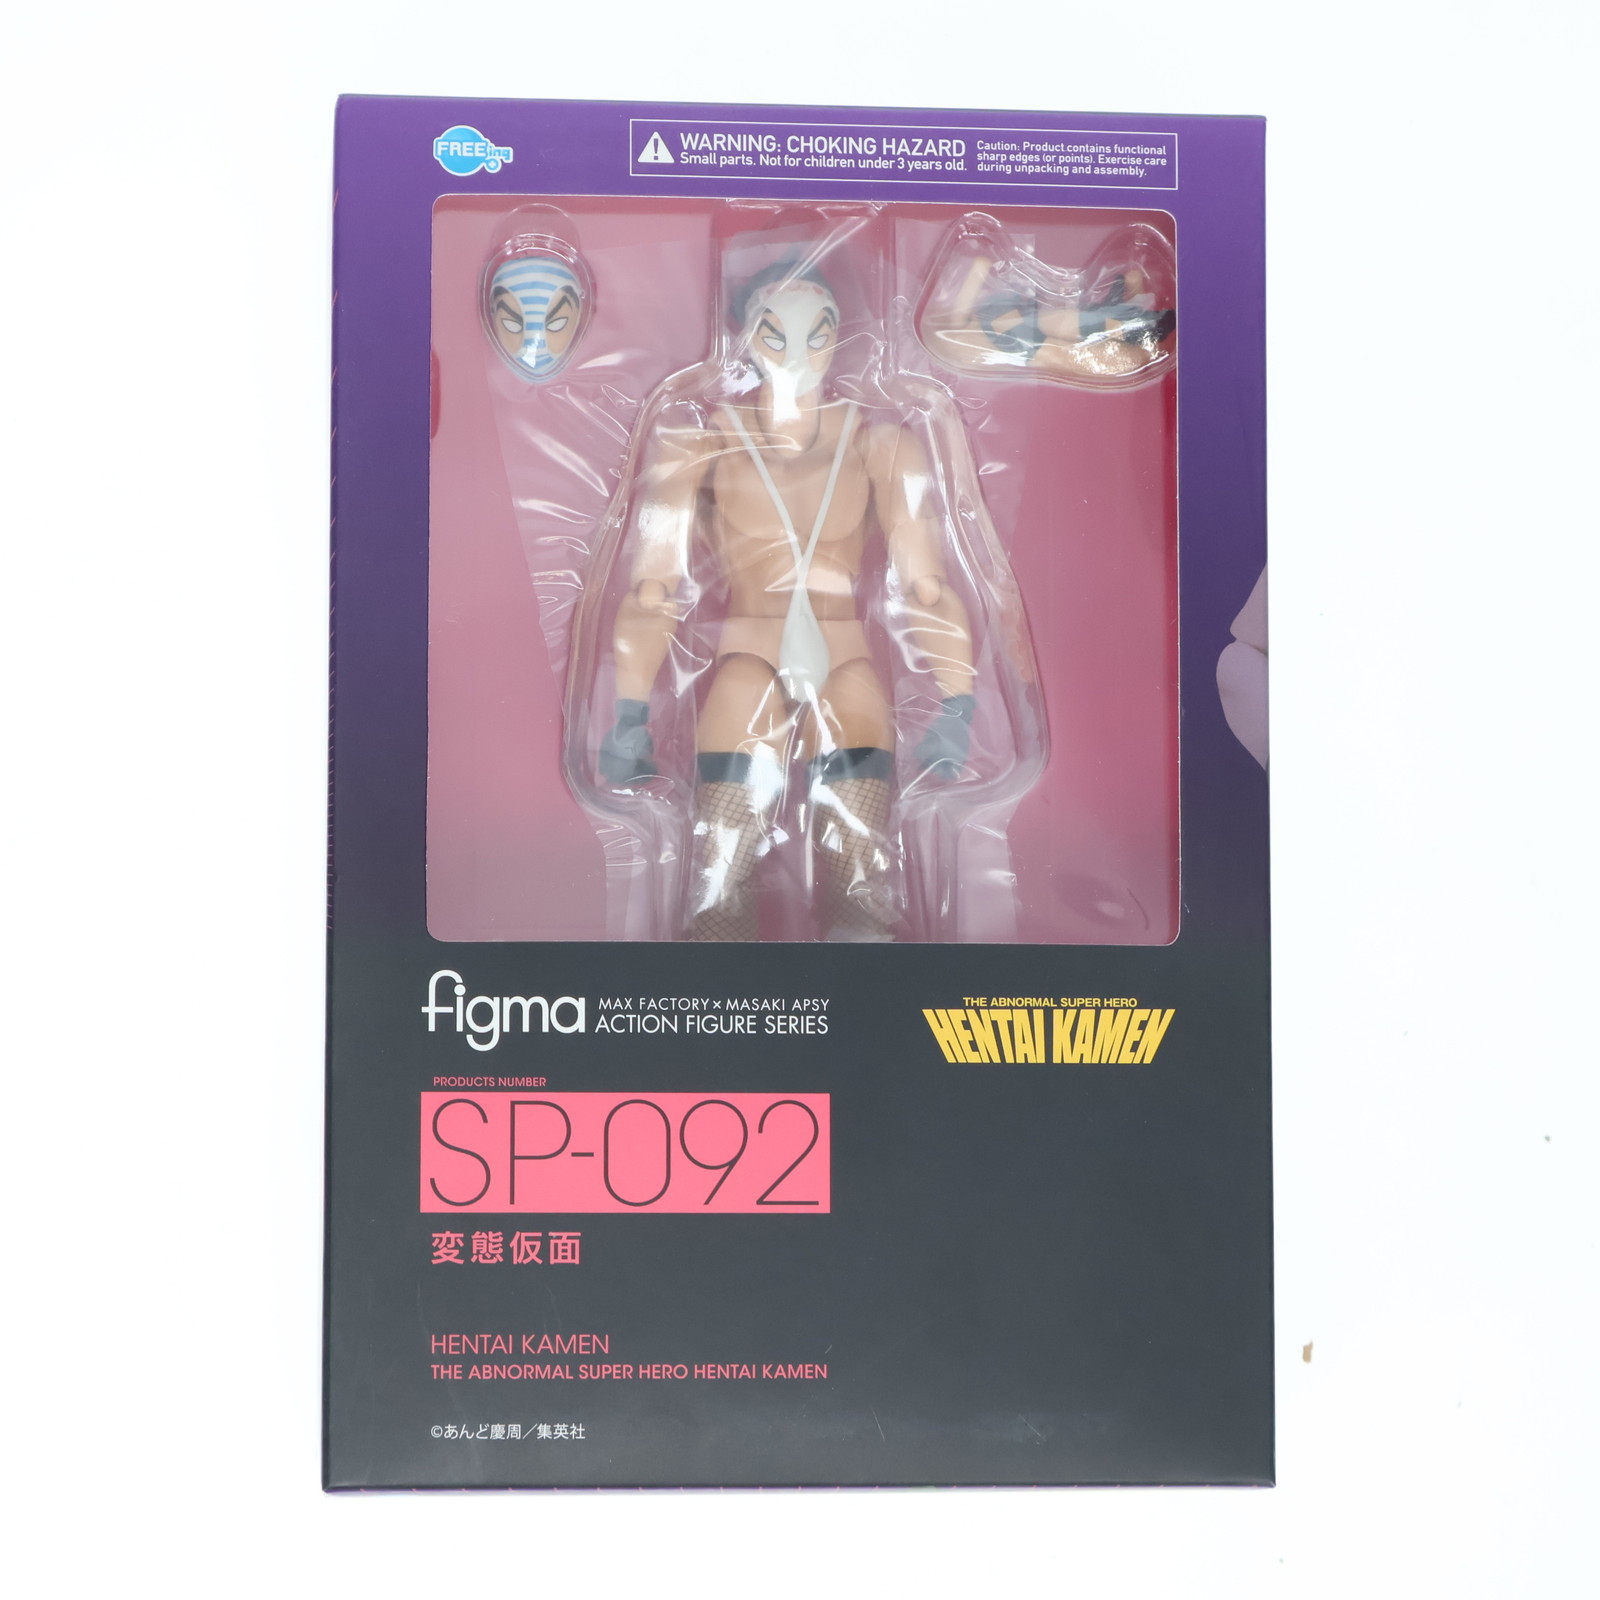 FREEing
WARNING: CHOKING HAZARD
Small parts. Not for children under 3 years old.
Caution: Product contains functional
sharp edges (or points). Exercise care
during unpacking and assembly.
figma
MAX FACTORY × MASAKI APSY
ACTION FIGURE SERIES
THE ABNORMAL SUPER HERO
HENTAI KAMEN
PRODUCTS NUMBER
SP-092
変態仮面
HENTAI KAMEN
THE ABNORMAL SUPER HERO HENTAI KAMEN
©あんど慶周／集英社